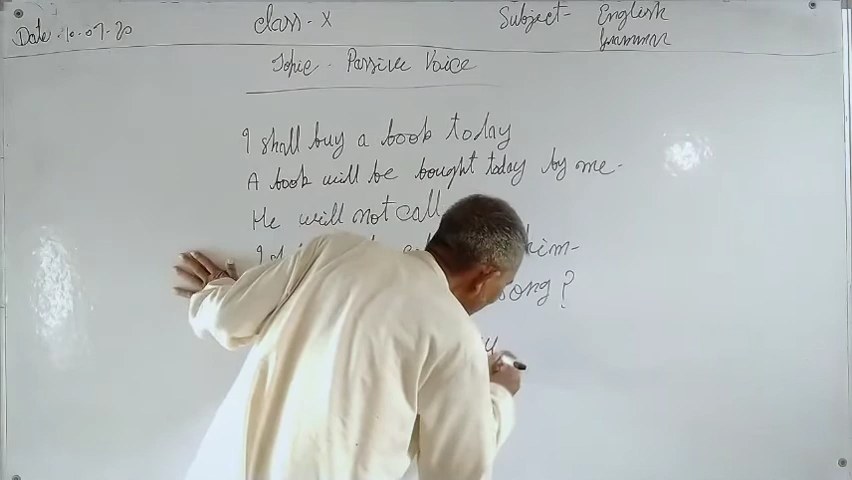 Date. 10-07-20
Class- X
Subject- English
Grammar
Topic. Passive Voice
I shall buy a book today
A book will be bought today by me.
He will not call
I him-
song?